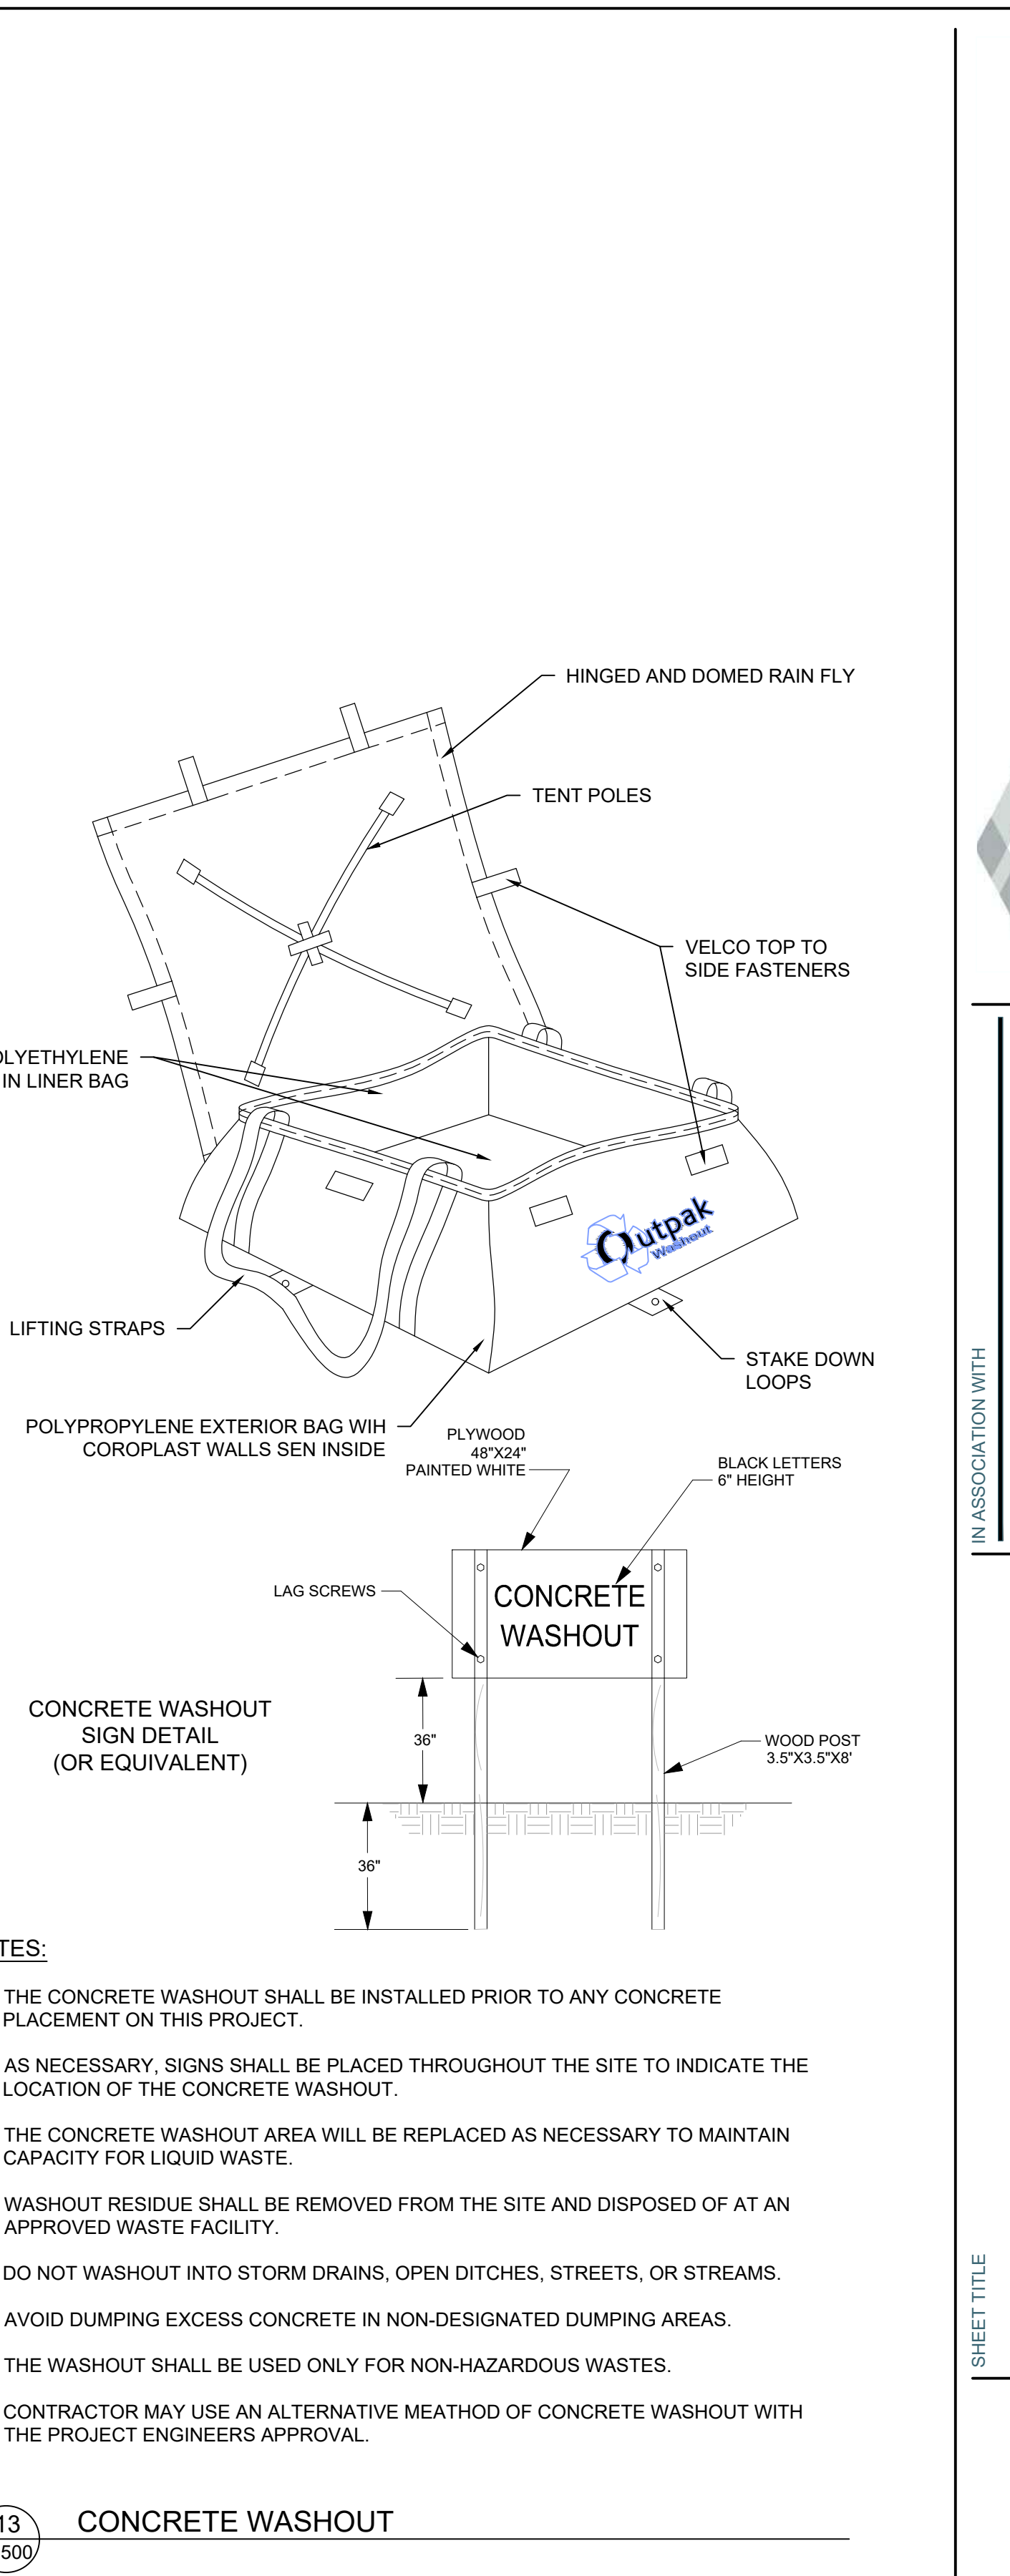 HINGED AND DOMED RAIN FLY
TENT POLES
VELCO TOP TO
SIDE FASTENERS
OLYETHYLENE
IN LINER BAG
Outpak
Washout
LIFTING STRAPS
STAKE DOWN
LOOPS
POLYPROPYLENE EXTERIOR BAG WIH
COROPLAST WALLS SEN INSIDE
PLYWOOD
48"X24"
PAINTED WHITE
BLACK LETTERS
6" HEIGHT
LAG SCREWS
CONCRETE
WASHOUT
CONCRETE WASHOUT
SIGN DETAIL
(OR EQUIVALENT)
36"
WOOD POST
3.5"X3.5"X8'
36"
TES:
THE CONCRETE WASHOUT SHALL BE INSTALLED PRIOR TO ANY CONCRETE
PLACEMENT ON THIS PROJECT.
AS NECESSARY, SIGNS SHALL BE PLACED THROUGHOUT THE SITE TO INDICATE THE
LOCATION OF THE CONCRETE WASHOUT.
THE CONCRETE WASHOUT AREA WILL BE REPLACED AS NECESSARY TO MAINTAIN
CAPACITY FOR LIQUID WASTE.
WASHOUT RESIDUE SHALL BE REMOVED FROM THE SITE AND DISPOSED OF AT AN
APPROVED WASTE FACILITY.
DO NOT WASHOUT INTO STORM DRAINS, OPEN DITCHES, STREETS, OR STREAMS.
AVOID DUMPING EXCESS CONCRETE IN NON-DESIGNATED DUMPING AREAS.
THE WASHOUT SHALL BE USED ONLY FOR NON-HAZARDOUS WASTES.
CONTRACTOR MAY USE AN ALTERNATIVE MEATHOD OF CONCRETE WASHOUT WITH
THE PROJECT ENGINEERS APPROVAL.
13
500
CONCRETE WASHOUT
IN ASSOCIATION WITH
SHEET TITLE